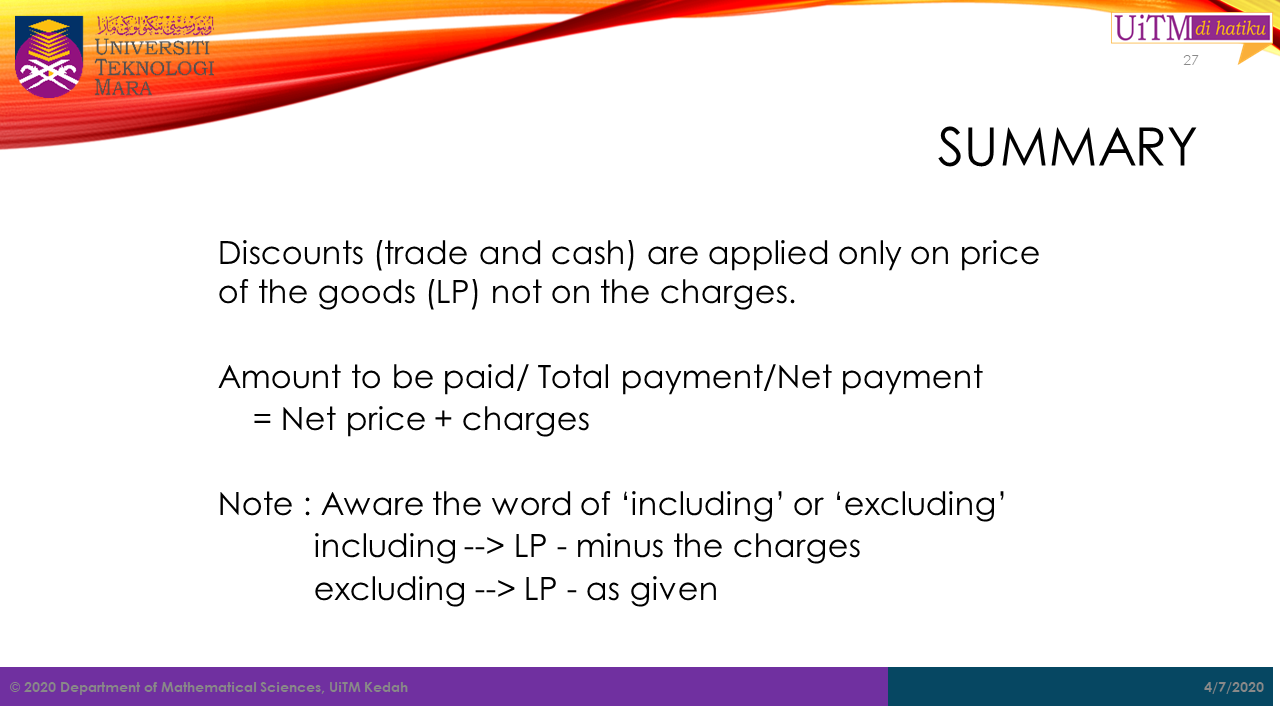 UNIVERSITI
TEKNOLOGI
MARA
UiTM di hatiku
27
SUMMARY
Discounts (trade and cash) are applied only on price
of the goods (LP) not on the charges.
Amount to be paid/ Total payment/Net payment
= Net price + charges
Note : Aware the word of ‘including’ or ‘excluding’
including --> LP - minus the charges
excluding --> LP - as given
© 2020 Department of Mathematical Sciences, UiTM Kedah
4/7/2020